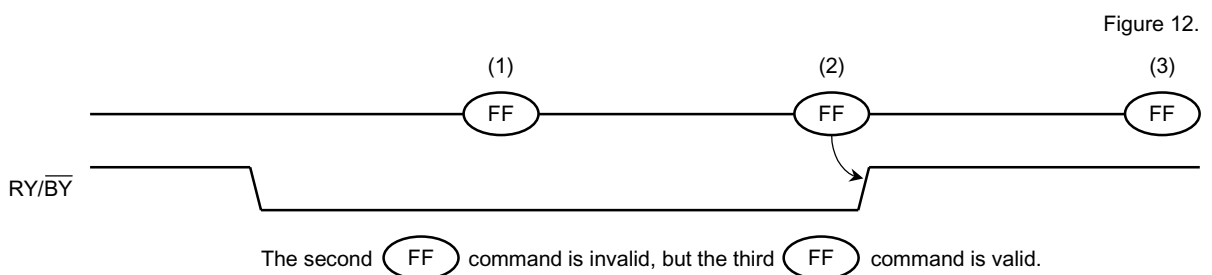 Figure 12.
(1) (2) (3)
FF FF FF
RY/B̅Y̅
The second FF command is invalid, but the third FF command is valid.